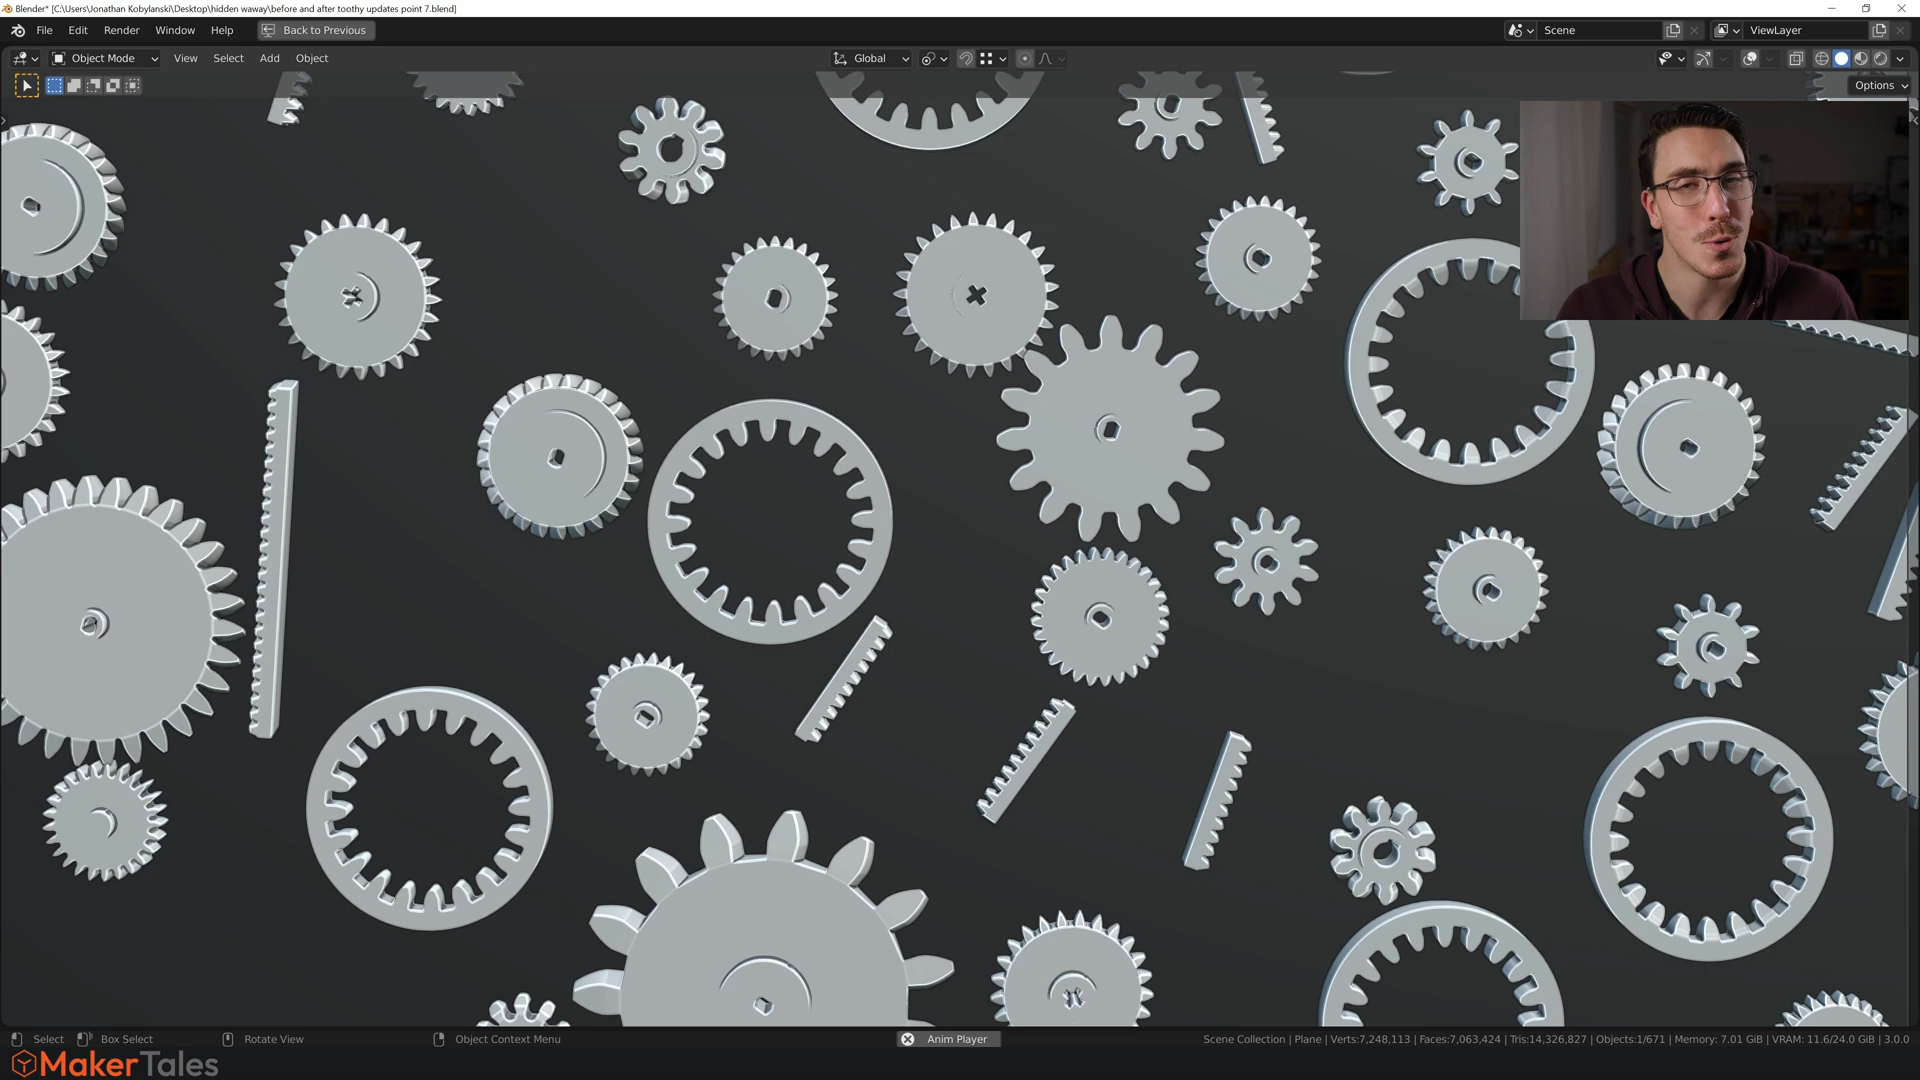 Blender* [C:\Users\Jonathan Kobylanski\Desktop\hidden waway\before and after toothy updates point 7.blend]
File Edit Render Window Help Back to Previous Scene ViewLayer
Object Mode View Select Add Object Global
Options
Select Box Select Rotate View Object Context Menu Anim Player Scene Collection | Plane | Verts:7,248,113 | Faces:7,063,424 | Tris:14,326,827 | Objects:1/671 | Memory: 7.01 GiB | VRAM: 11.6/24.0 GiB | 3.0.0
MakerTales